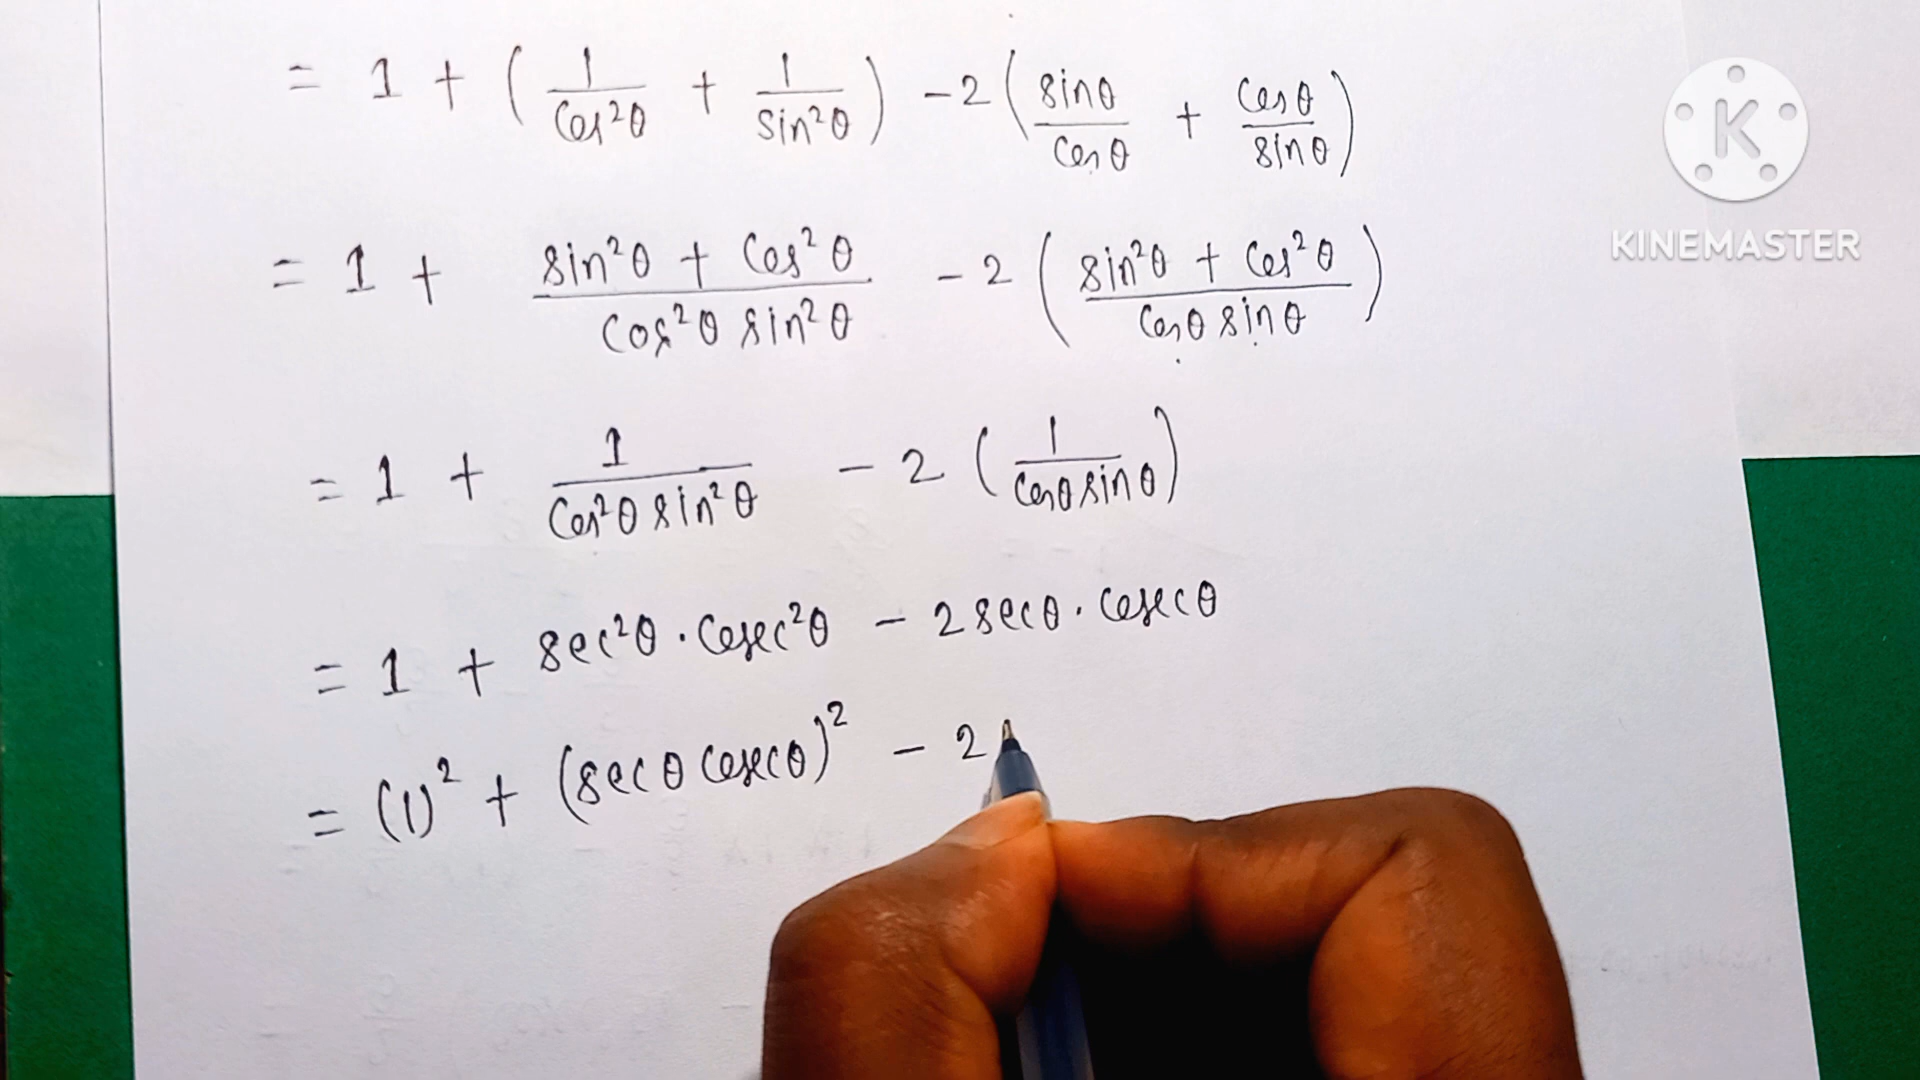 = 1 + (1/cos²θ + 1/sin²θ) - 2 (sinθ/cosθ + cosθ/sinθ)
K
KINEMASTER
= 1 + sin²θ + cos²θ/cos²θ sin²θ - 2 (sin²θ + cos²θ/cosθ sinθ)
= 1 + 1/cos²θ sin²θ - 2 (1/cosθ sinθ)
= 1 + sec²θ . cosec²θ - 2 secθ . cosecθ
= (1)² + (secθ cosecθ)² - 2